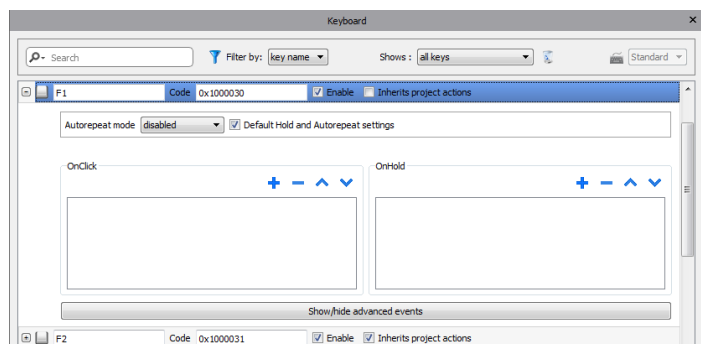 Keyboard
Search Filter by: key name Shows : all keys Standard
F1 Code 0x1000030 Enable Inherits project actions
Autorepeat mode disabled Default Hold and Autorepeat settings
OnClick OnHold
Show/hide advanced events
F2 Code 0x1000031 Enable Inherits project actions